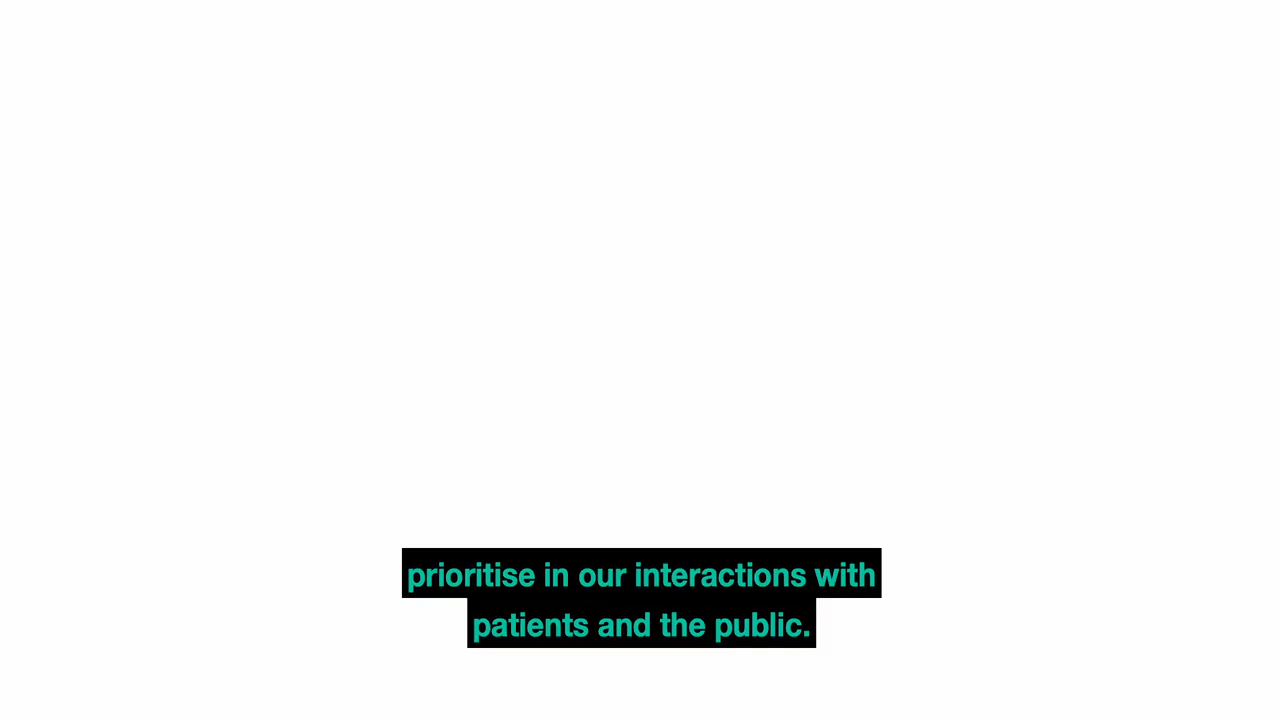 prioritise in our interactions with
patients and the public.